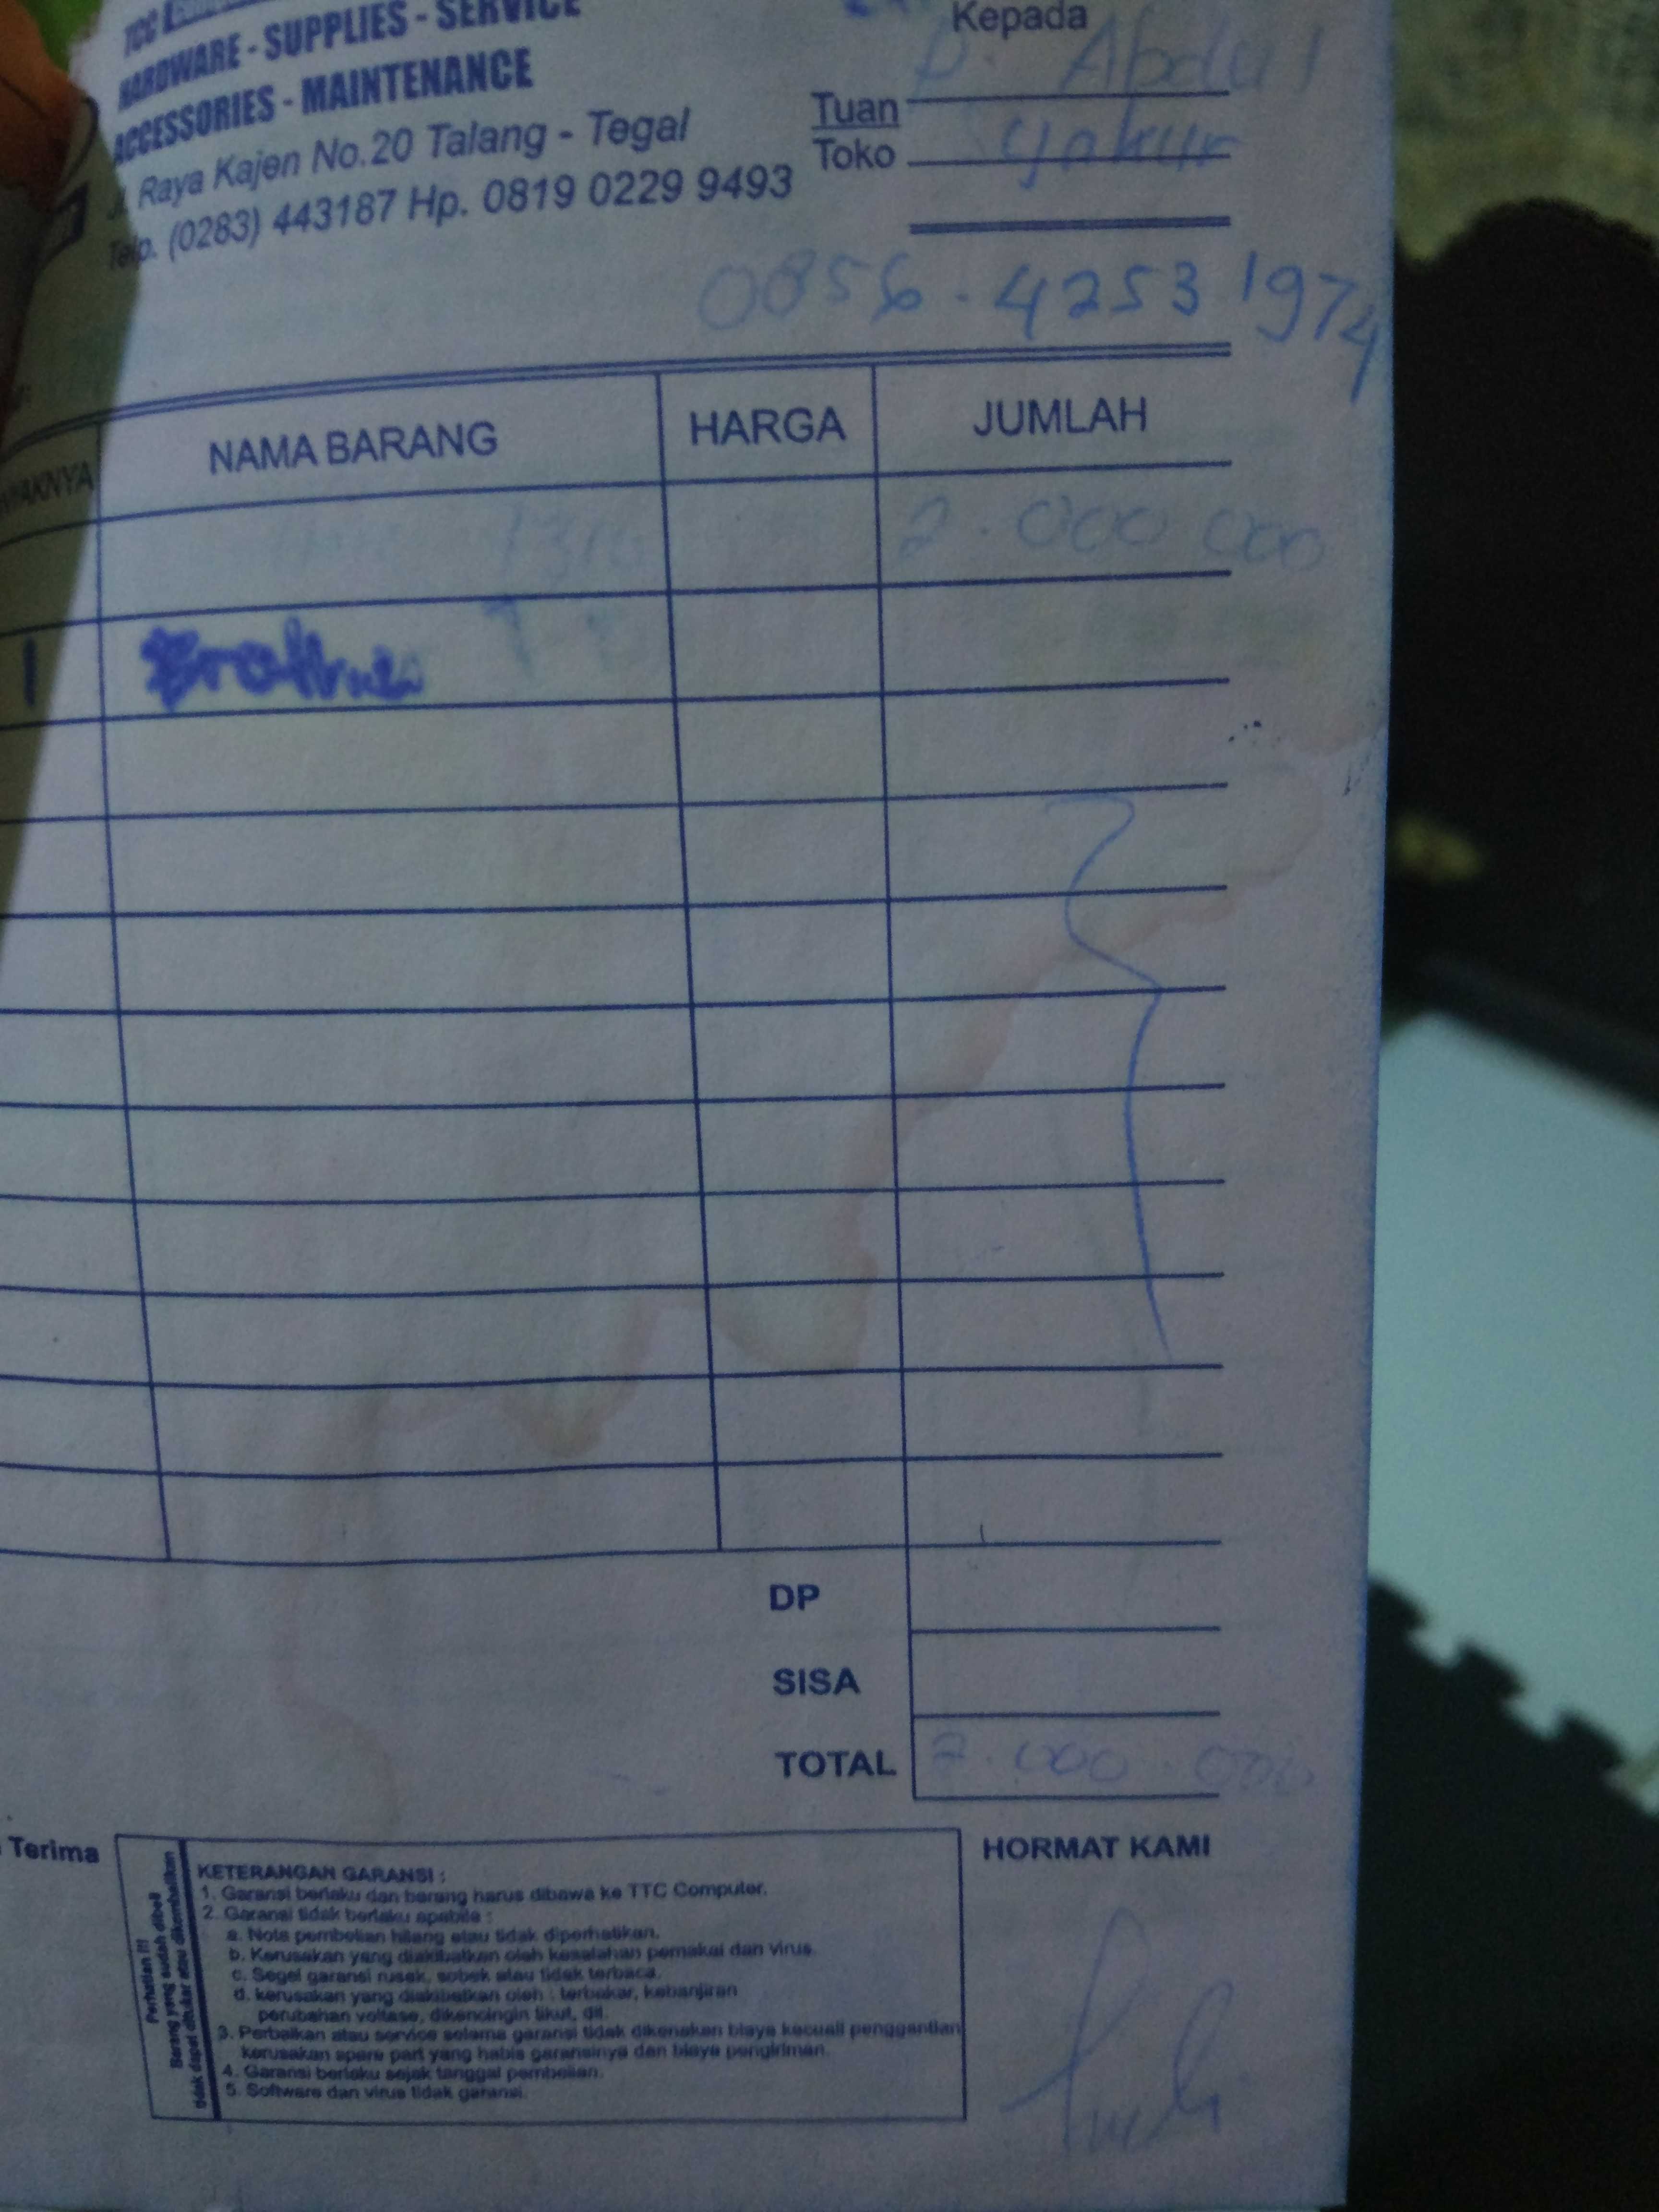 TCC
HARDWARE - SUPPLIES - SERVICE
ACCESSORIES - MAINTENANCE
Jl. Raya Kajen No.20 Talang - Tegal
Telp. (0283) 443187 Hp. 0819 0229 9493
Kepada
Tuan P. Abdul
Toko
0856 - 4253 1974
NAMA BARANG HARGA JUMLAH
2.000 000
1 Brother
DP
SISA
TOTAL 2.000.000
Terima
HORMAT KAMI
Perhatian !!!
Barang yang sudah dibeli
tidak dapat ditukar atau dikembalikan
KETERANGAN GARANSI :
1. Garansi berlaku dan barang harus dibawa ke TTC Computer.
2. Garansi tidak berlaku apabila :
a. Nota pembelian hilang atau tidak diperhatikan.
b. Kerusakan yang diakibatkan oleh kesalahan pemakai dan virus.
c. Segel garansi rusak, sobek atau tidak terbaca.
d. kerusakan yang diakibatkan oleh : terbakar, kebanjiran
perubahan voltase, dikencingin tikut, dll.
3. Perbaikan atau service selama garansi tidak dikenakan biaya kecuali penggantian
kerusakan spare part yang habis garansinya dan biaya pengiriman.
4. Garansi berlaku sejak tanggal pembelian.
5. Software dan virus tidak garansi.